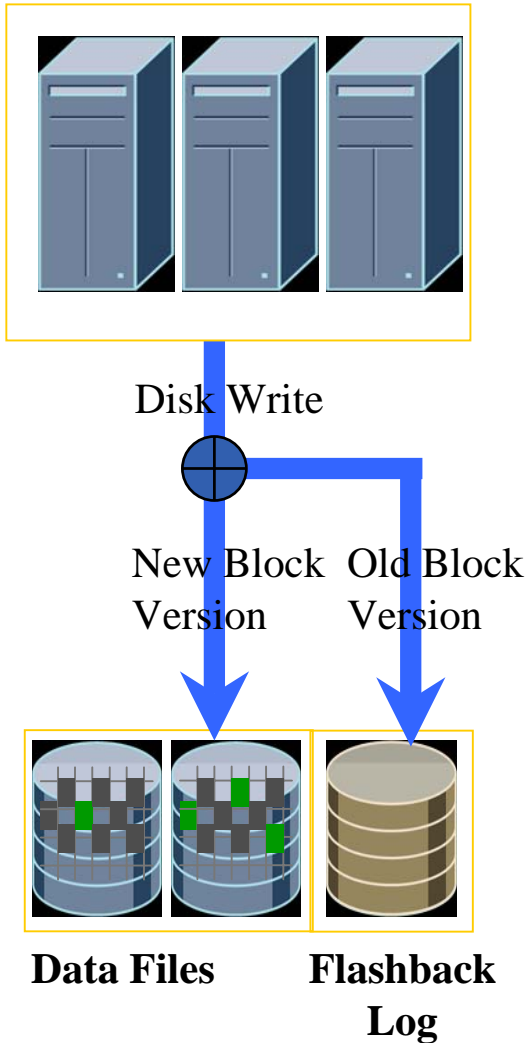 Disk Write
New Block
Version
Old Block
Version
Data Files
Flashback
Log